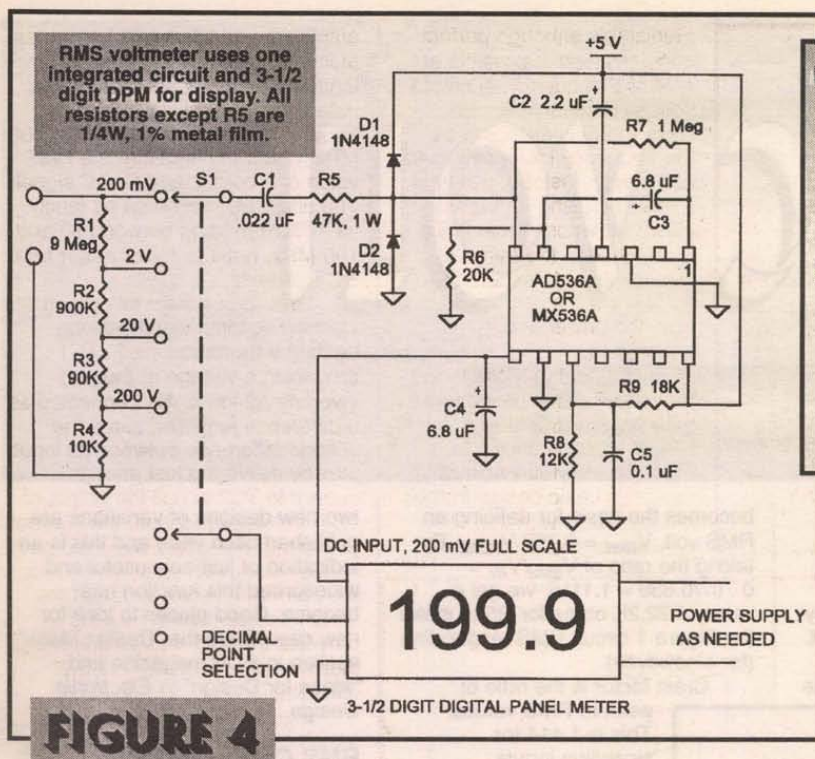 RMS voltmeter uses one
integrated circuit and 3-1/2
digit DPM for display. All
resistors except R5 are
1/4W, 1% metal film.
+5 V
C2 2.2 uF
+
D1
1N4148
R7 1 Meg
200 mV
S1
C1
R5
6.8 uF
.022 uF
47K, 1 W
+
C3
R1
9 Meg
D2
1N4148
2 V
R6
20K
1
R2
900K
AD536A
OR
MX536A
20 V
R3
90K
R9 18K
200 V
+
C4
6.8 uF
R4
10K
R8
12K
C5
0.1 uF
DC INPUT, 200 mV FULL SCALE
199.9
POWER SUPPLY
AS NEEDED
DECIMAL
POINT
SELECTION
3-1/2 DIGIT DIGITAL PANEL METER
FIGURE 4